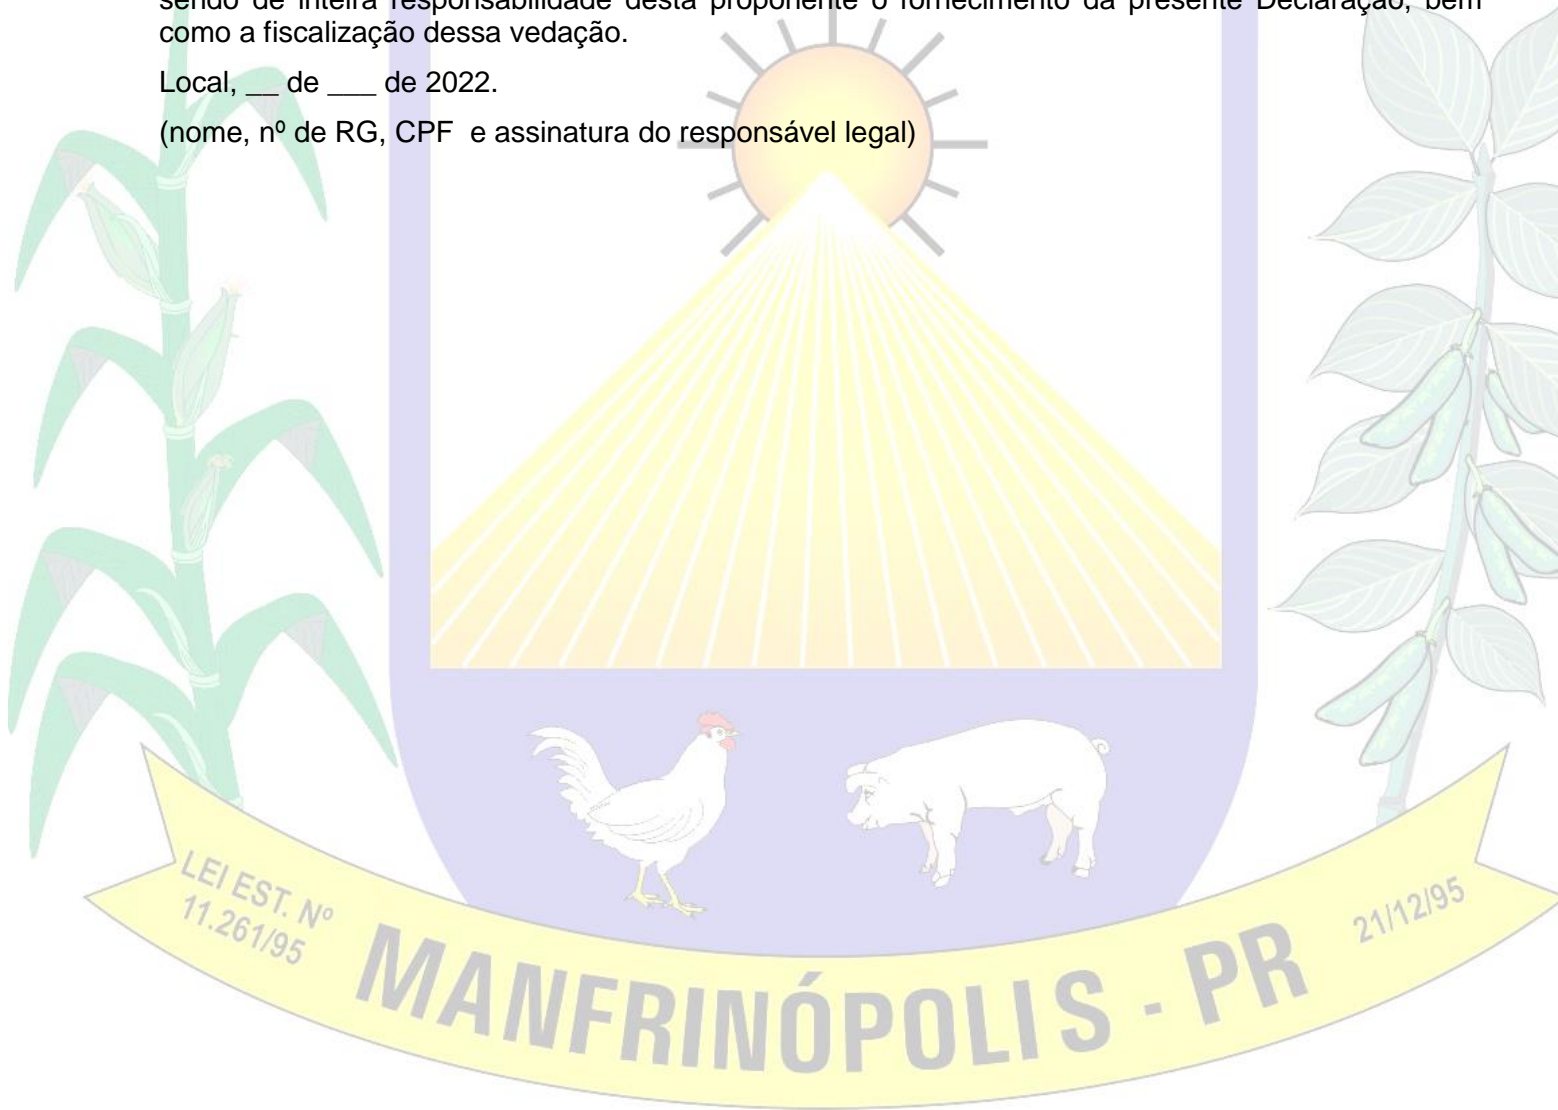 sendo de inteira responsabilidade desta proponente o fornecimento da presente Declaração, bem
como a fiscalização dessa vedação.
Local, __ de ___ de 2022.
(nome, nº de RG, CPF  e assinatura do responsável legal)
LEI EST. Nº
11.261/95
MANFRINÓPOLIS - PR
21/12/95